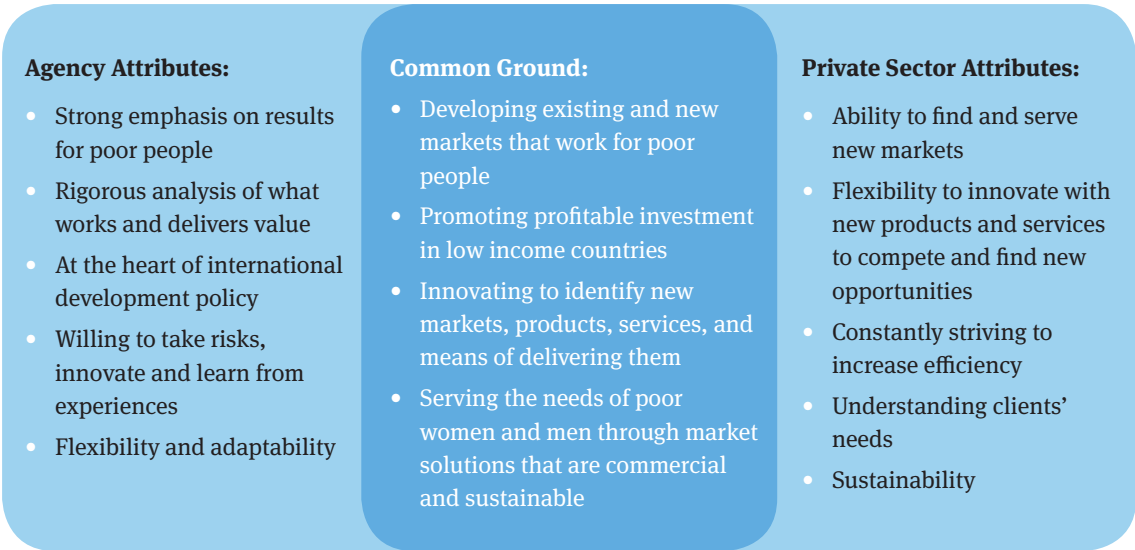 Agency Attributes:
• Strong emphasis on results
for poor people
• Rigorous analysis of what
works and delivers value
• At the heart of international
development policy
• Willing to take risks,
innovate and learn from
experiences
• Flexibility and adaptability
Common Ground:
• Developing existing and new
markets that work for poor
people
• Promoting profitable investment
in low income countries
• Innovating to identify new
markets, products, services, and
means of delivering them
• Serving the needs of poor
women and men through market
solutions that are commercial
and sustainable
Private Sector Attributes:
• Ability to find and serve
new markets
• Flexibility to innovate with
new products and services
to compete and find new
opportunities
• Constantly striving to
increase efficiency
• Understanding clients’
needs
• Sustainability